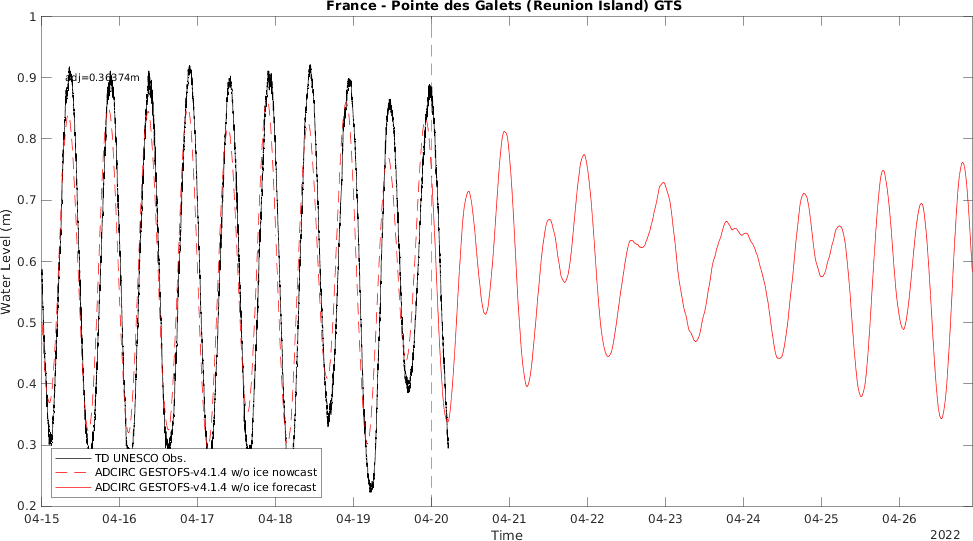 France - Pointe des Galets (Reunion Island) GTS
1
0.9
0.8
0.7
0.6
0.5
0.4
0.3
0.2
Water Level (m)
adj=0.36374m
TD UNESCO Obs.
ADCIRC GESTOFS-v4.1.4 w/o ice nowcast
ADCIRC GESTOFS-v4.1.4 w/o ice forecast
04-15 04-16 04-17 04-18 04-19 04-20 04-21 04-22 04-23 04-24 04-25 04-26
Time
2022